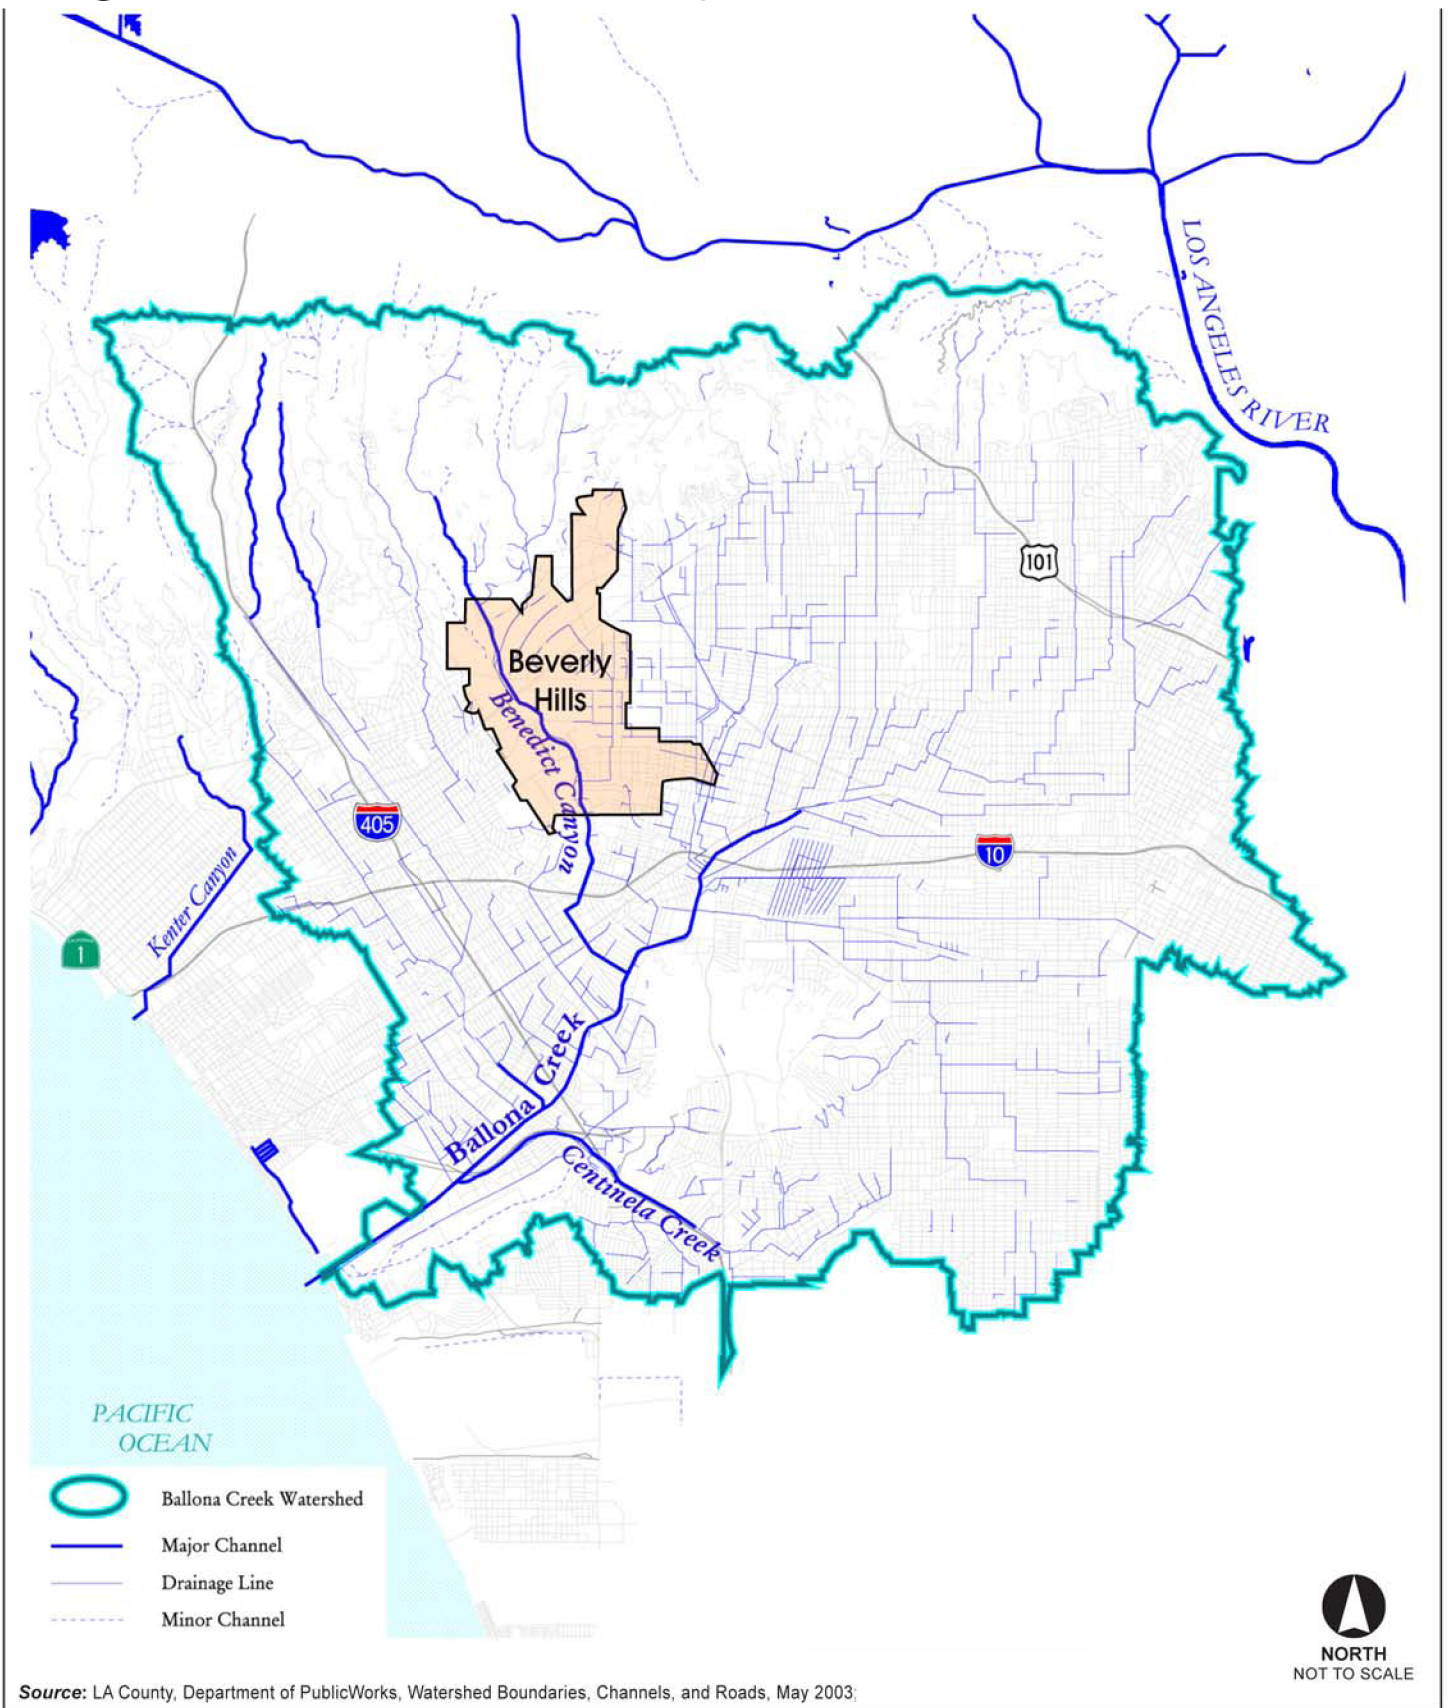 LOS ANGELES RIVER
101
Beverly
Hills
Benedict Canyon
405
10
Kenter Canyon
1
Ballona Creek
Centinela Creek
PACIFIC
OCEAN
Ballona Creek Watershed
Major Channel
Drainage Line
Minor Channel
NORTH
NOT TO SCALE
Source: LA County, Department of PublicWorks, Watershed Boundaries, Channels, and Roads, May 2003;